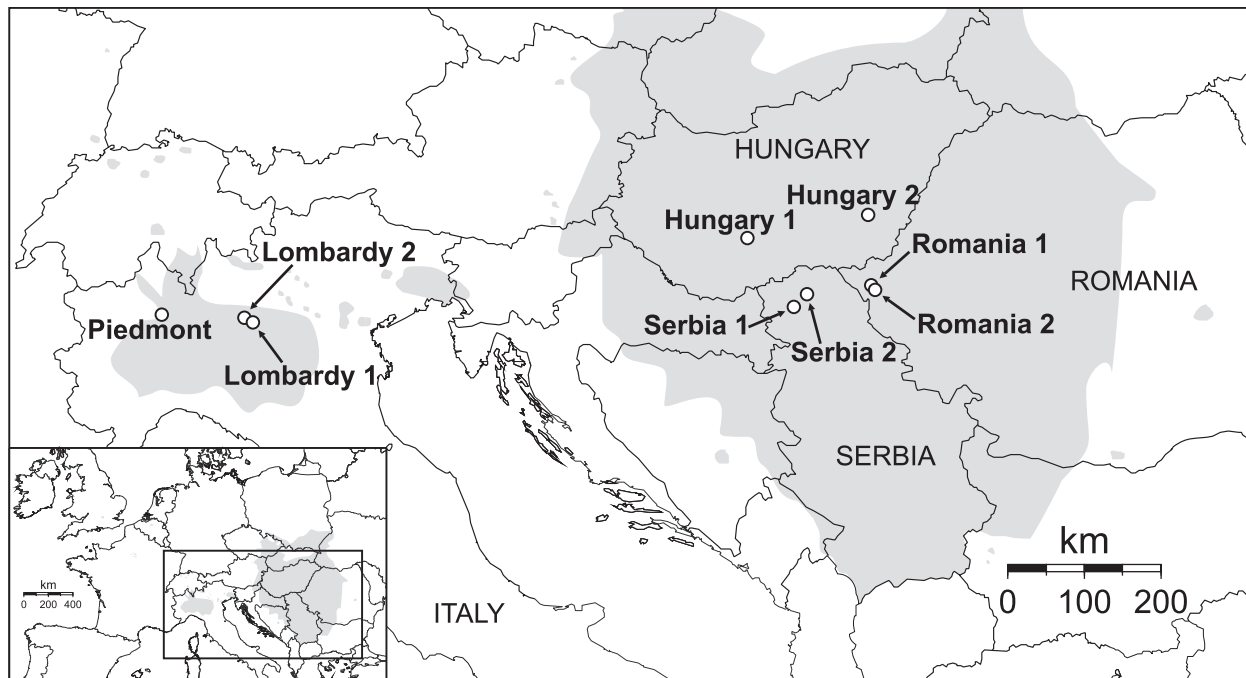 HUNGARY
Hungary 2
Hungary 1
Lombardy 2
Romania 1
ROMANIA
Piedmont
Serbia 1
Romania 2
Serbia 2
Lombardy 1
SERBIA
km
0 100 200
ITALY
km
0 200 400